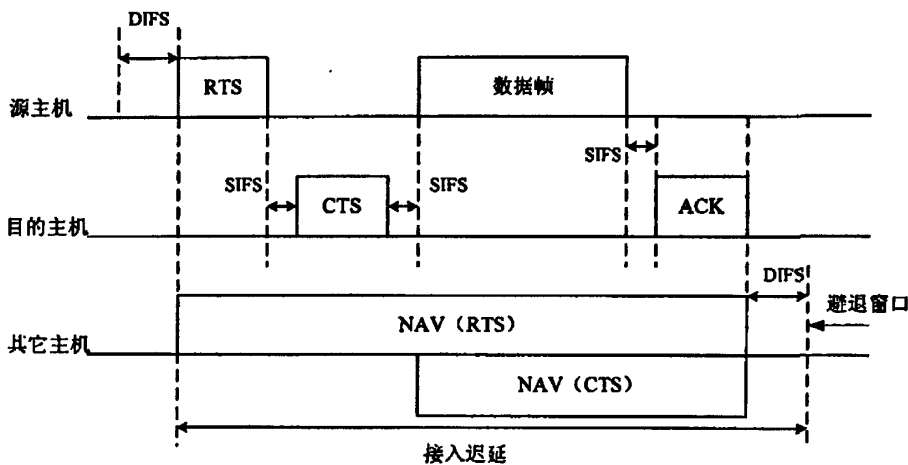 DIFS
RTS
数据帧
源主机
SIFS
SIFS
SIFS
CTS
ACK
目的主机
DIFS
避退窗口
NAV（RTS）
其它主机
NAV（CTS）
接入迟延